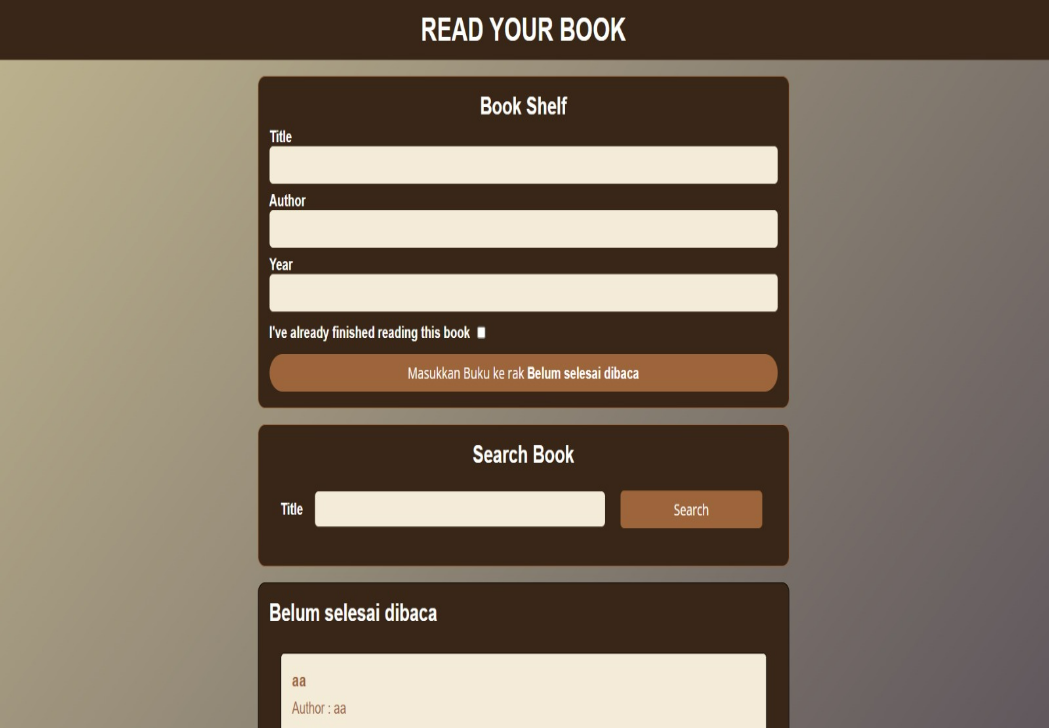 READ YOUR BOOK
Book Shelf
Title
Author
Year
I've already finished reading this book
Masukkan Buku ke rak Belum selesai dibaca
Search Book
Title Search
Belum selesai dibaca
aa
Author : aa